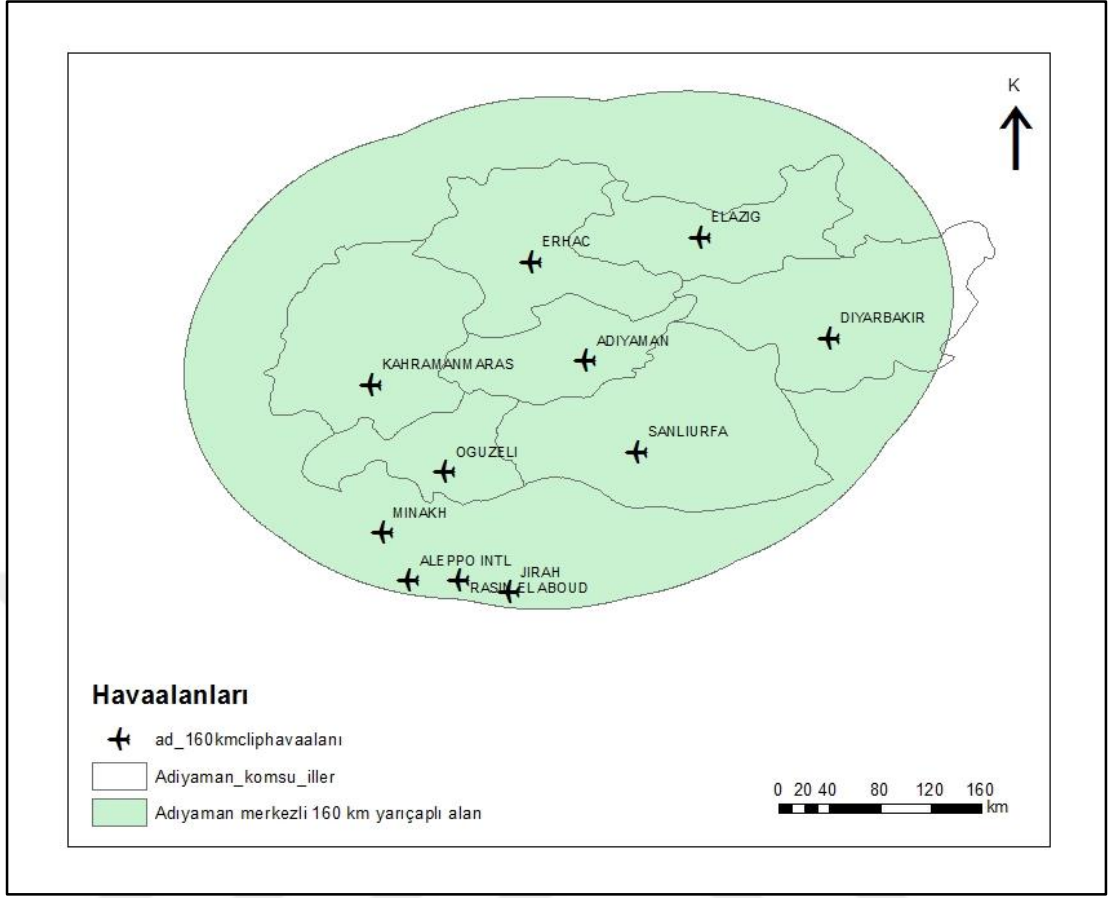 K
ELAZIG
ERHAC
DIYARBAKIR
ADIYAMAN
KAHRAMANMARAS
SANLIURFA
OGUZELI
MINAKH
ALEPPO INTL
JIRAH
RASIN EL ABOUD
Havaalanları
ad_160kmcliphavaalanı
Adiyaman_komsu_iller
Adıyaman merkezli 160 km yarıçaplı alan
0 20 40 80 120 160
km